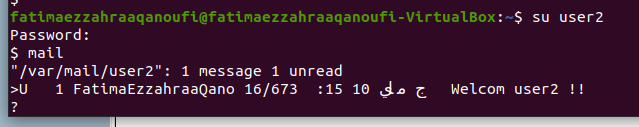 fatimaezzahraaqanoufi@fatimaezzahraaqanoufi-VirtualBox:~$ su user2
Password:
$ mail
"/var/mail/user2": 1 message 1 unread
>U   1 FatimaEzzahraaQano ج ماي 10 15:  16/673   Welcom user2 !!
?